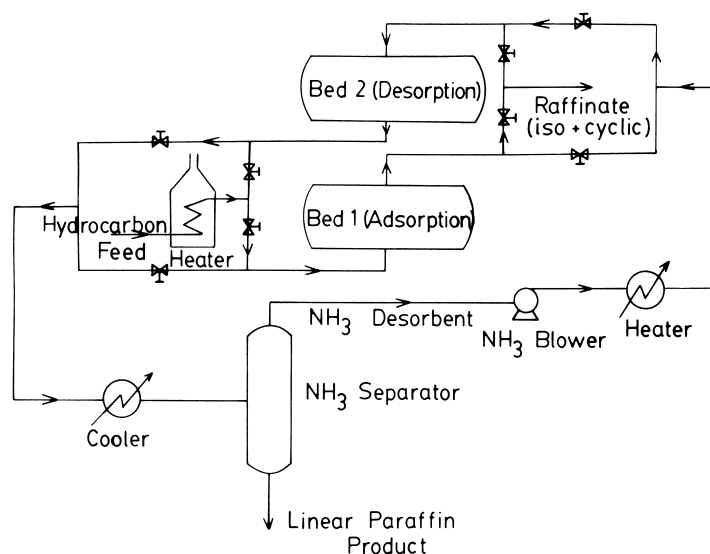 Bed 2 (Desorption)
Raffinate
(iso + cyclic)
Hydrocarbon
Feed
Heater
Bed 1 (Adsorption)
NH3 Desorbent
NH3 Blower
Heater
NH3 Separator
Cooler
Linear Paraffin
Product